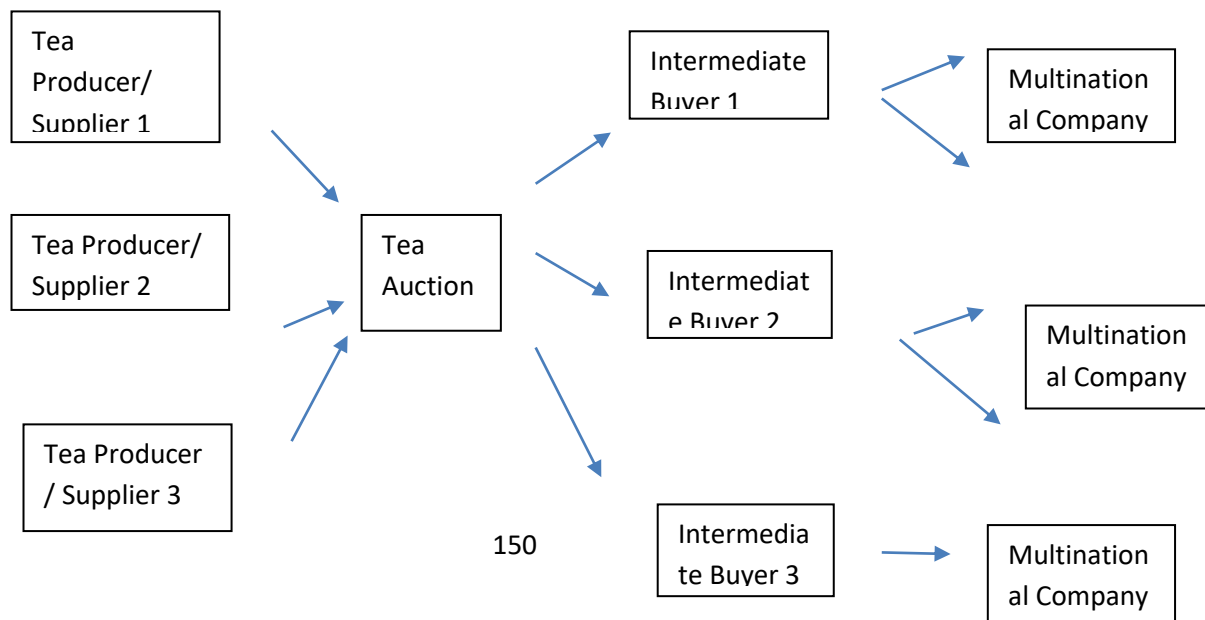 Tea
Producer/
Supplier 1
Intermediate
Buyer 1
Multination
al Company
Tea Producer/
Supplier 2
Tea
Auction
Intermediat
e Buyer 2
Multination
al Company
Tea Producer
/ Supplier 3
150
Intermedia
te Buyer 3
Multination
al Company